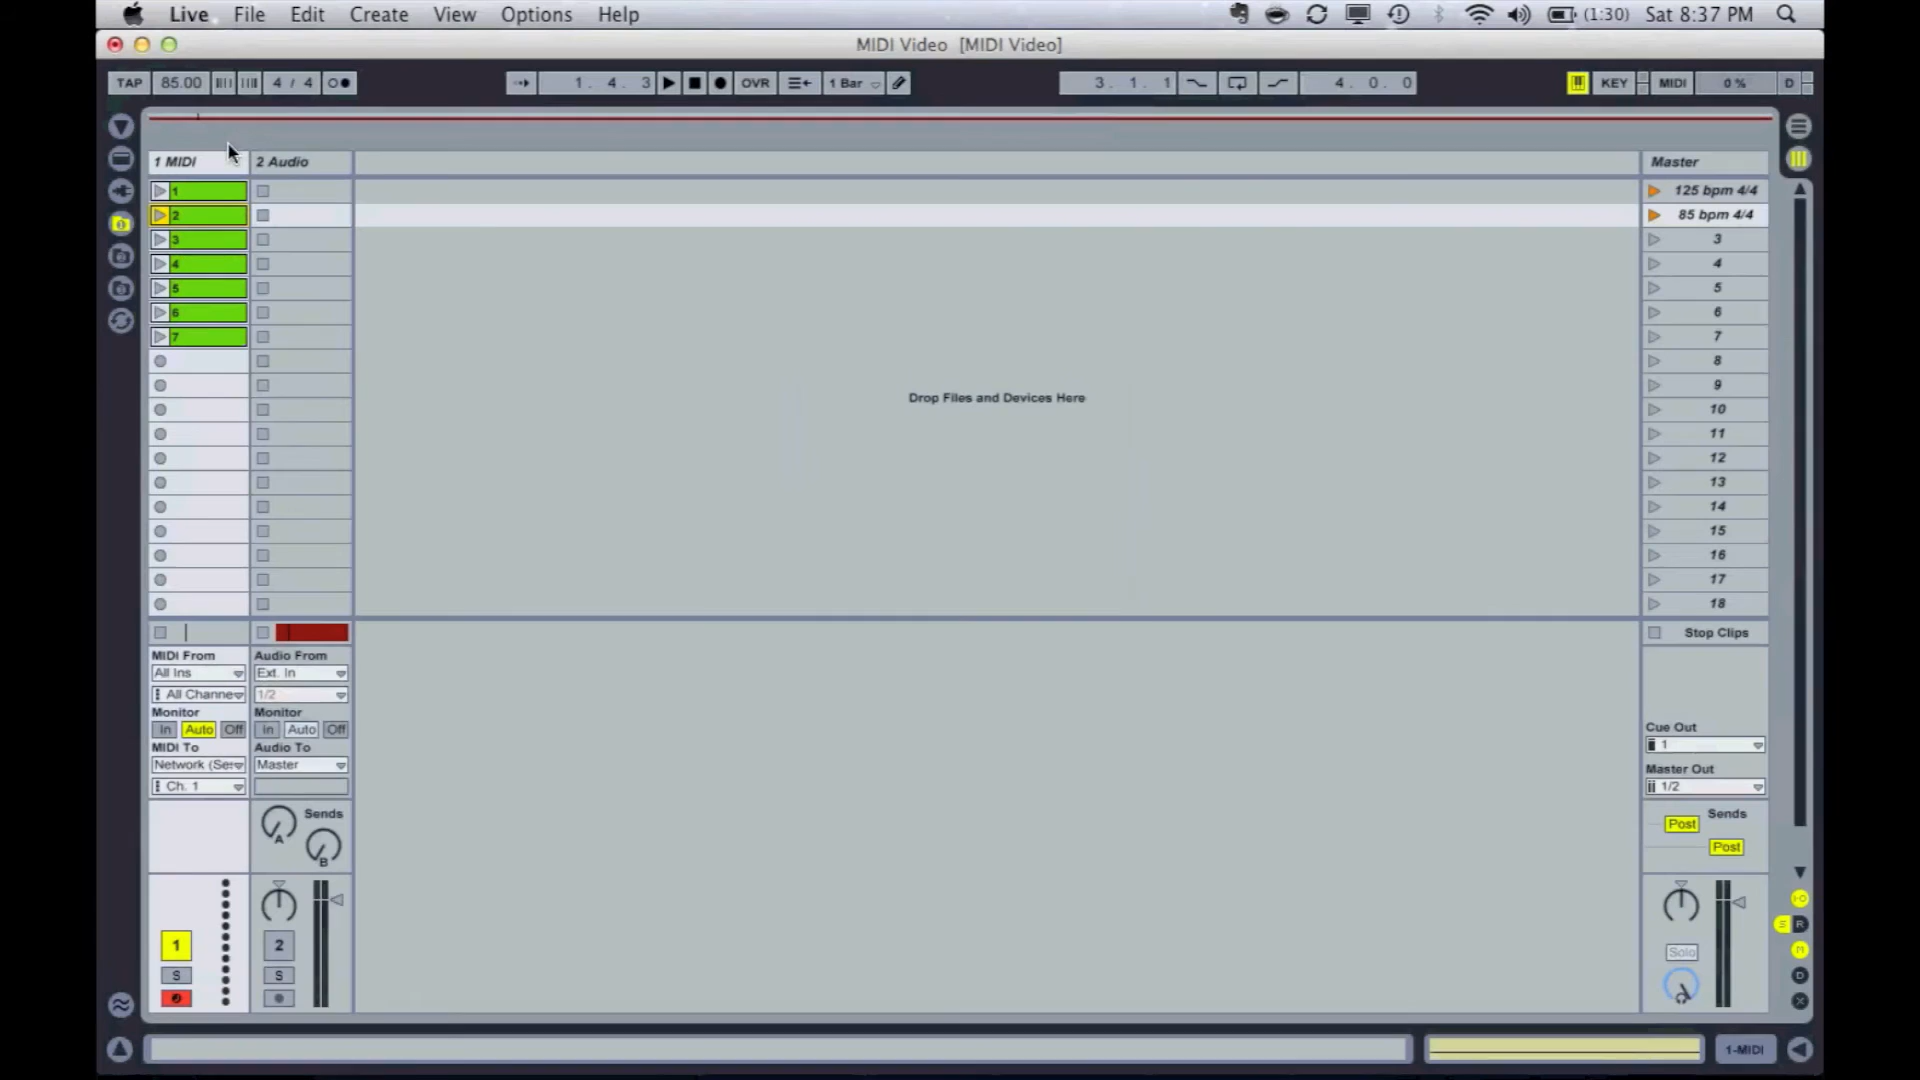 Live File Edit Create View Options Help (1:30) Sat 8:37 PM
MIDI Video [MIDI Video]
TAP 85.00 4 / 4 1. 4. 3 OVR 1 Bar 3. 1. 1 4. 0. 0 KEY MIDI 0 % D
1 MIDI 2 Audio Master
1 125 bpm 4/4
2 85 bpm 4/4
3 3
4 4
5 5
6 6
7 7
8
9
Drop Files and Devices Here
10
11
12
13
14
15
16
17
18
Stop Clips
MIDI From Audio From
All Ins Ext. In
All Channe 1/2
Monitor Monitor
In Auto Off In Auto Off
Cue Out
1
MIDI To Audio To
Network (Se Master
Master Out
Ch. 1 1/2
Sends Sends
A Post
B Post
1 2
S S Solo
S R
M
D
X
1-MIDI